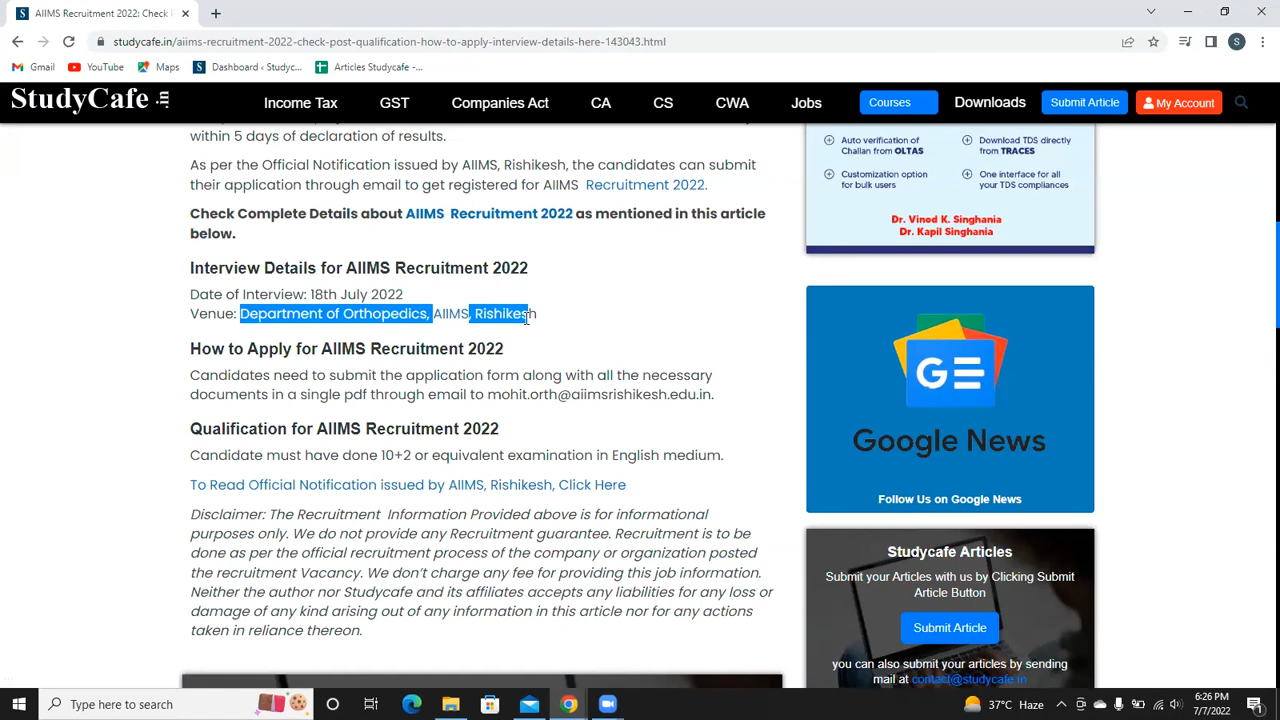 AIIMS Recruitment 2022: Check P
studycafe.in/aiims-recruitment-2022-check-post-qualification-how-to-apply-interview-details-here-143043.html
S
Gmail
YouTube
Maps
Dashboard ‹ Studyc...
Articles Studycafe -...
StudyCafe .in
Income Tax
GST
Companies Act
CA
CS
CWA
Jobs
Courses
Downloads
Submit Article
My Account
within 5 days of declaration of results.
As per the Official Notification issued by AIIMS, Rishikesh, the candidates can submit
their application through email to get registered for AIIMS Recruitment 2022.
Check Complete Details about AIIMS Recruitment 2022 as mentioned in this article
below.
Interview Details for AIIMS Recruitment 2022
Date of Interview: 18th July 2022
Venue: Department of Orthopedics, AIIMS, Rishikesh
How to Apply for AIIMS Recruitment 2022
Candidates need to submit the application form along with all the necessary
documents in a single pdf through email to mohit.orth@aiimsrishikesh.edu.in.
Qualification for AIIMS Recruitment 2022
Candidate must have done 10+2 or equivalent examination in English medium.
To Read Official Notification issued by AIIMS, Rishikesh, Click Here
Disclaimer: The Recruitment Information Provided above is for informational
purposes only. We do not provide any Recruitment guarantee. Recruitment is to be
done as per the official recruitment process of the company or organization posted
the recruitment Vacancy. We don't charge any fee for providing this job information.
Neither the author nor Studycafe and its affiliates accepts any liabilities for any loss or
damage of any kind arising out of any information in this article nor for any actions
taken in reliance thereon.
Auto verification of
Challan from OLTAS
Download TDS directly
from TRACES
Customization option
for bulk users
One interface for all
your TDS compliances
Dr. Vinod K. Singhania
Dr. Kapil Singhania
GE
Google News
Follow Us on Google News
Studycafe Articles
Submit your Articles with us by Clicking Submit
Article Button
Submit Article
you can also submit your articles by sending
mail at contact@studycafe.in
Type here to search
37°C Haze
6:26 PM
7/7/2022
1